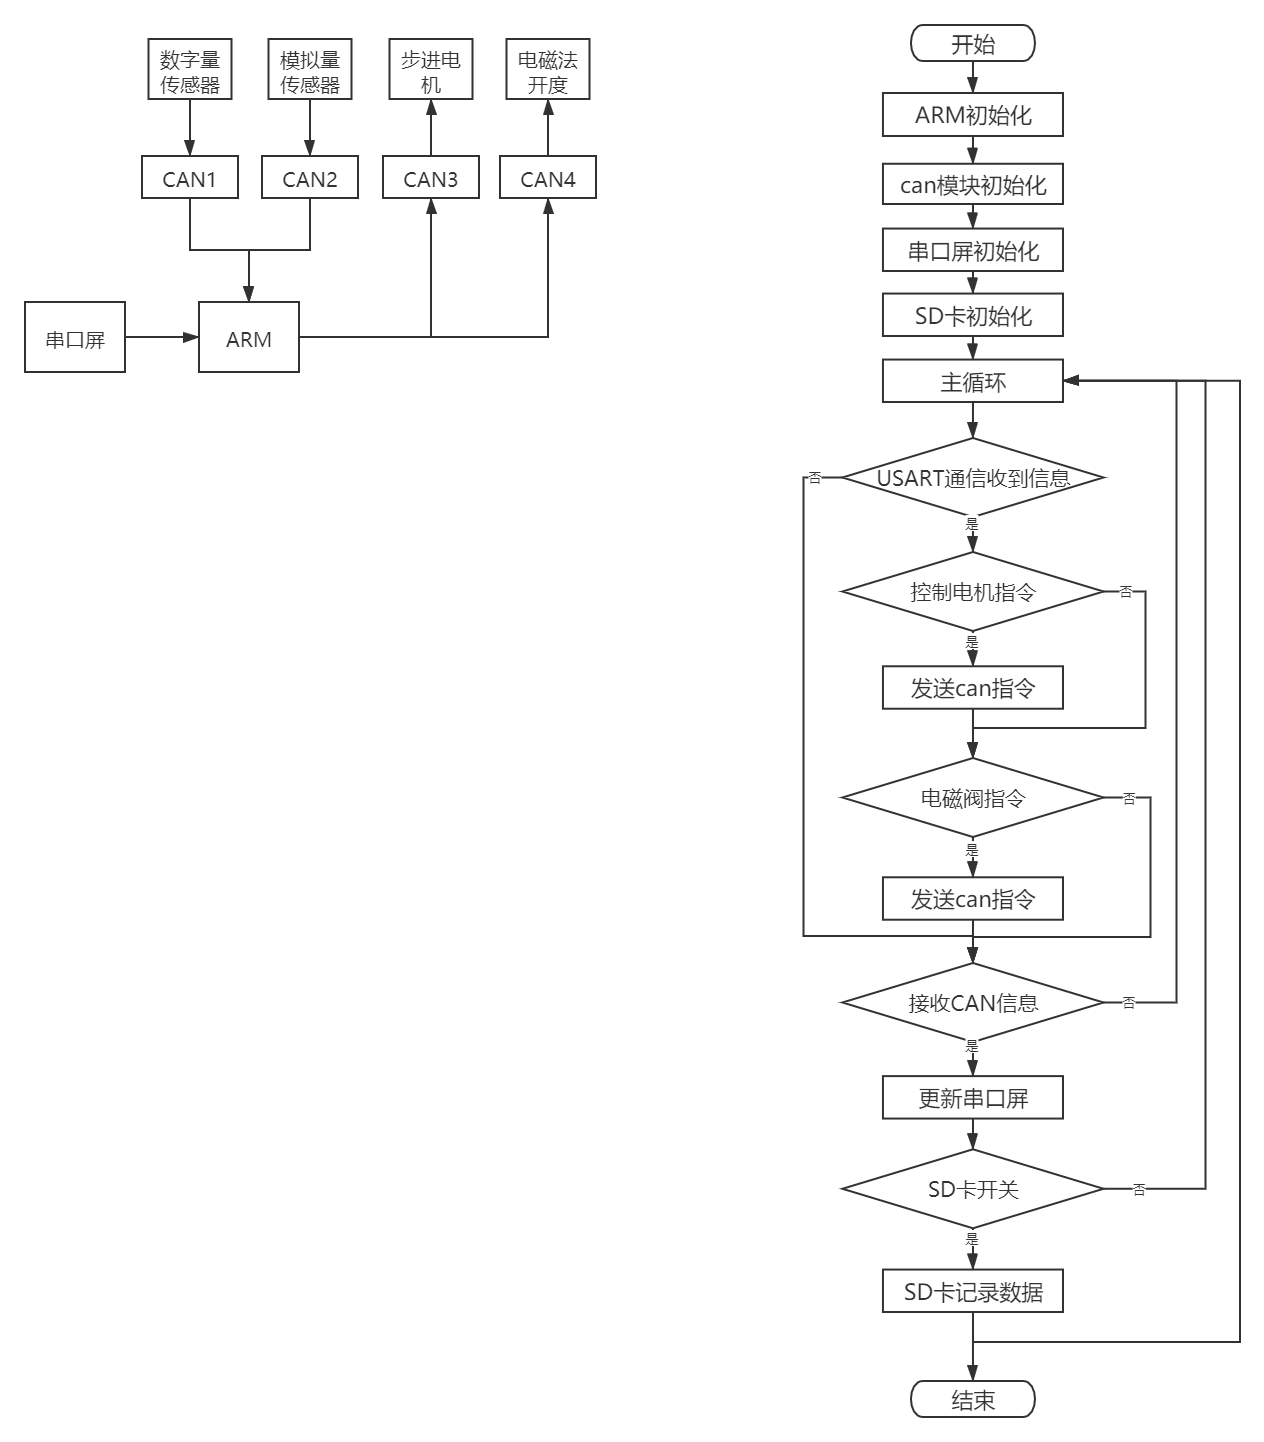 数字量
传感器
模拟量
传感器
步进电
机
电磁法
开度
CAN1
CAN2
CAN3
CAN4
串口屏
ARM
开始
ARM初始化
can模块初始化
串口屏初始化
SD卡初始化
主循环
USART通信收到信息
否
是
控制电机指令
否
是
发送can指令
电磁阀指令
否
是
发送can指令
接收CAN信息
否
是
更新串口屏
SD卡开关
否
是
SD卡记录数据
结束